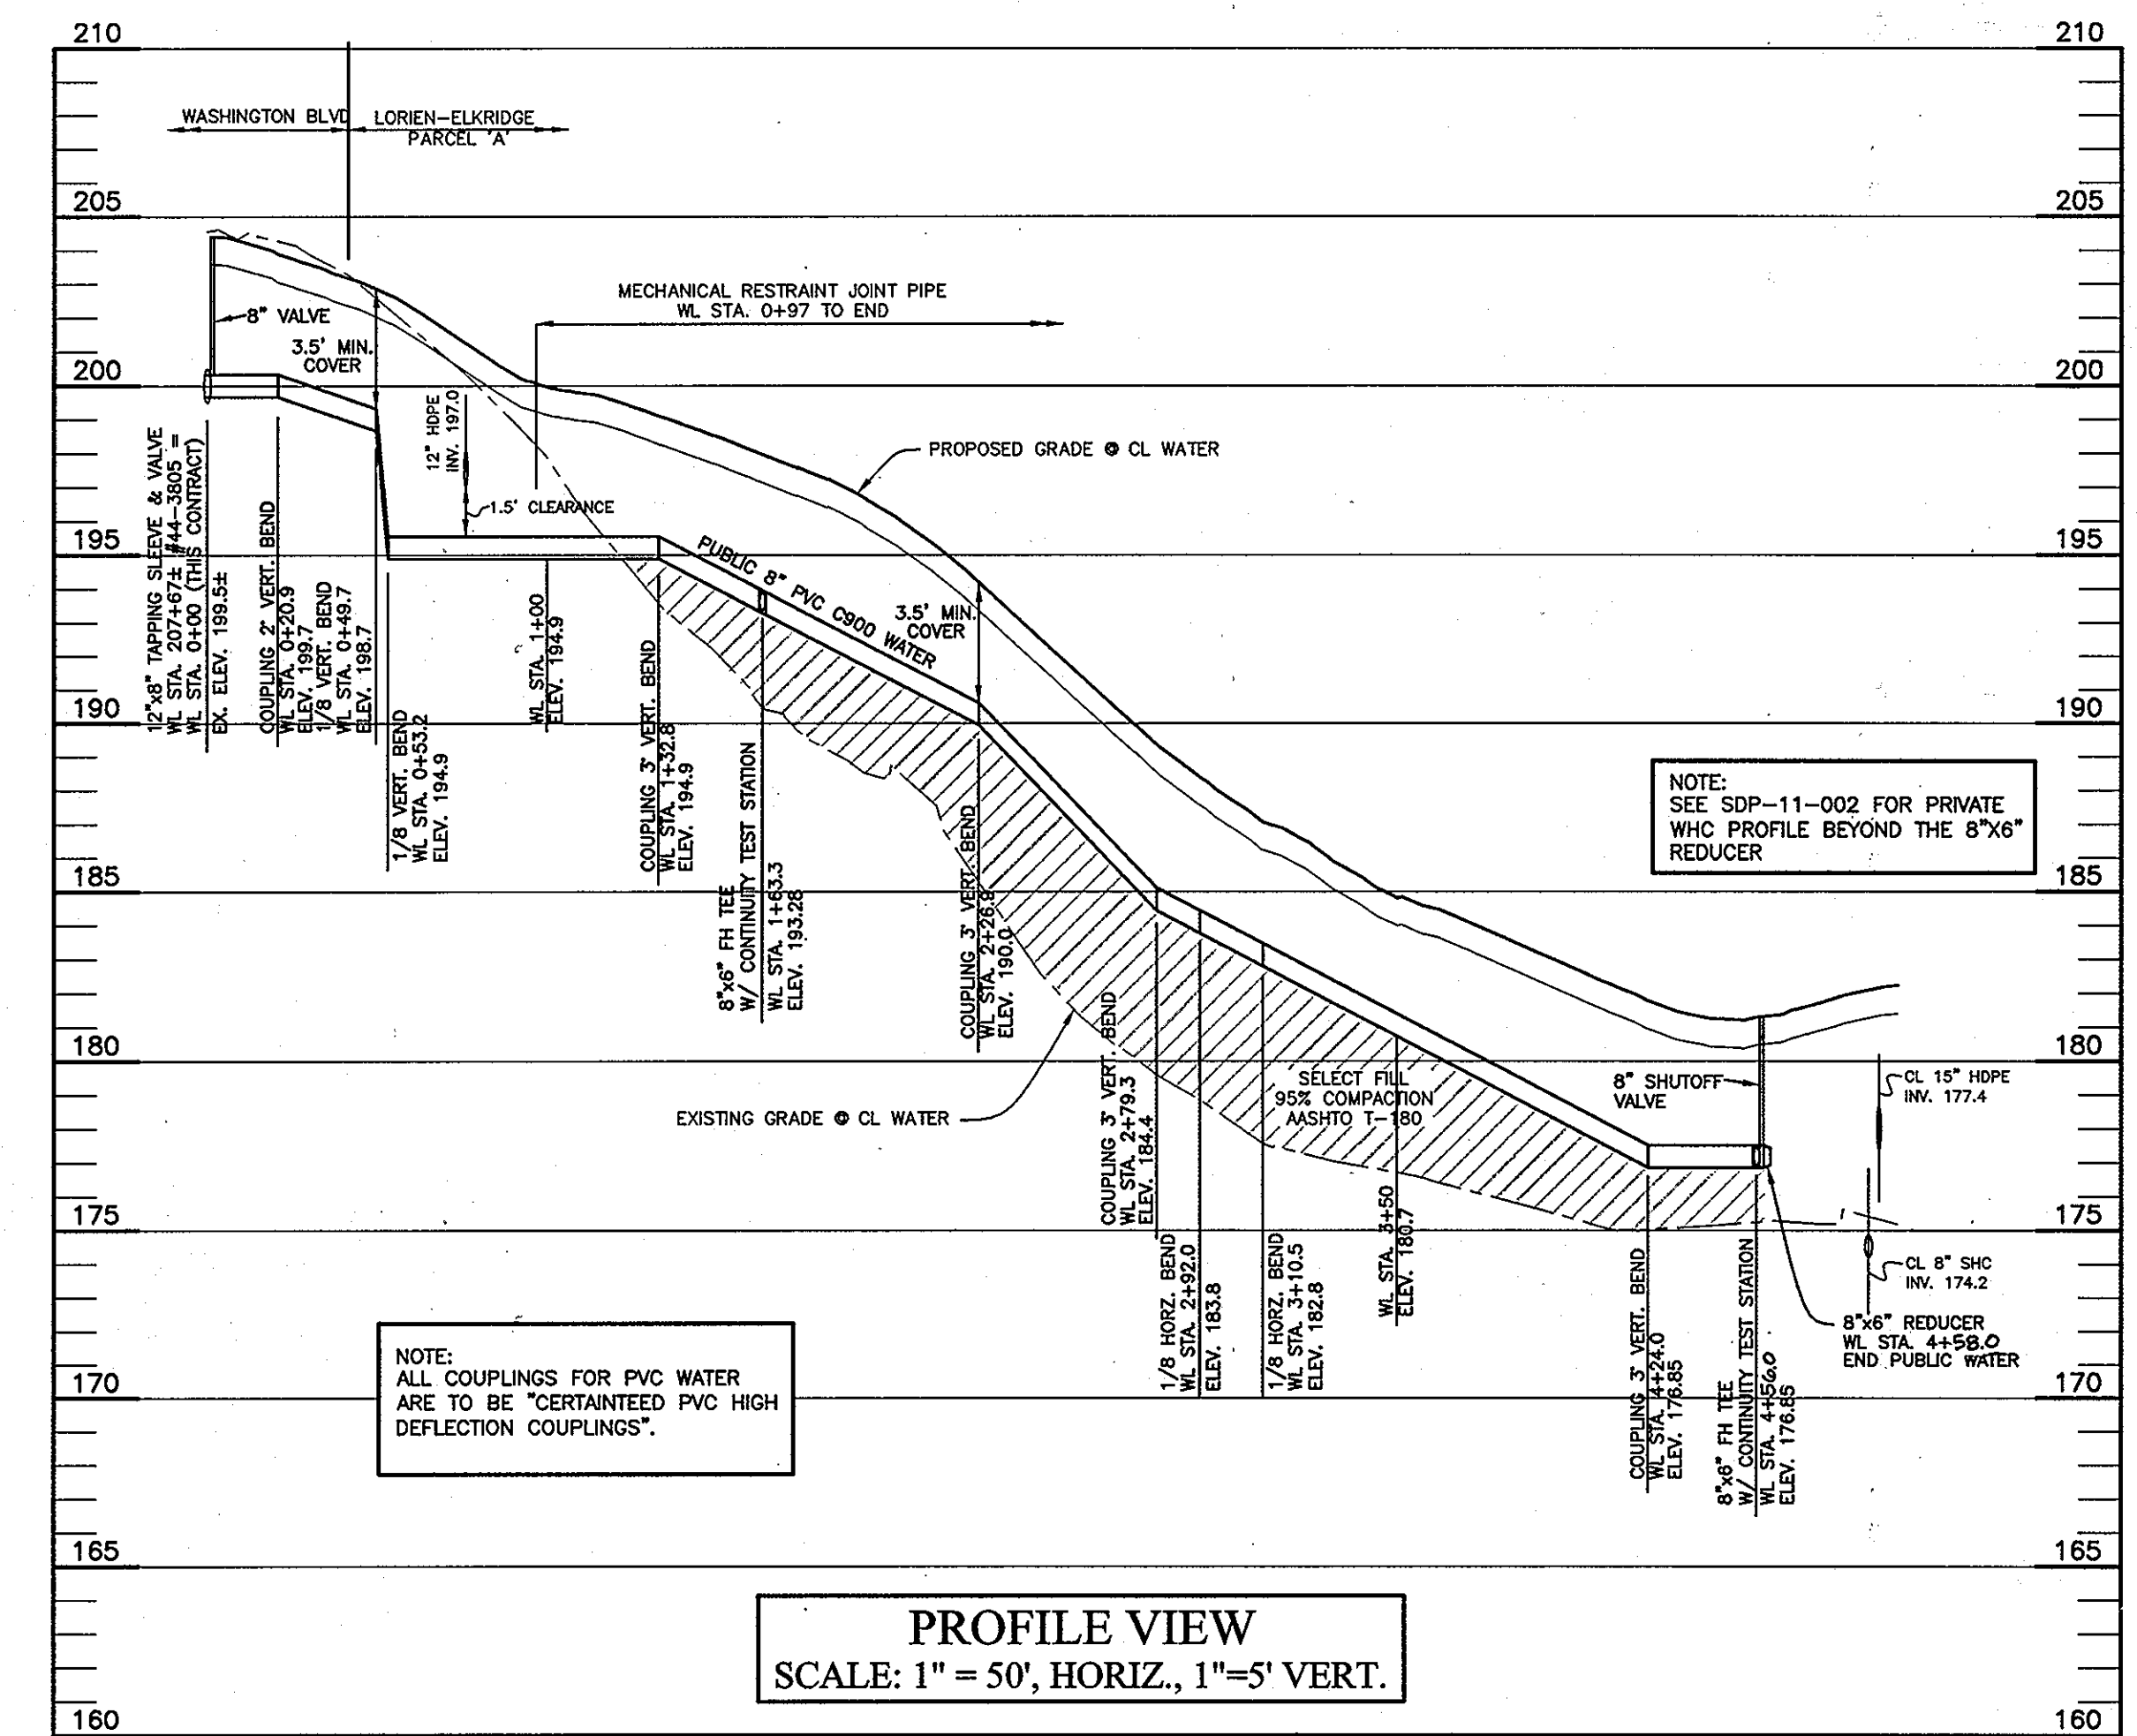 210
210
WASHINGTON BLVD
LORIEN-ELKRIDGE
PARCEL 'A'
205
205
MECHANICAL RESTRAINT JOINT PIPE
WL STA. 0+97 TO END
8" VALVE
3.5' MIN.
COVER
200
200
12" HDPE
INV. 197.0
1.5' CLEARANCE
PROPOSED GRADE @ CL WATER
12"x8" TAPPING SLEEVE & VALVE
WL STA. 207+67± #44-3805 =
WL STA. 0+00 (THIS CONTRACT)
EX. ELEV. 199.5±
COUPLING 2° VERT. BEND
WL STA. 0+20.9
ELEV. 199.7
1/8 VERT. BEND
WL STA. 0+49.7
ELEV. 198.7
195
195
PUBLIC 8" PVC C900 WATER
3.5' MIN.
COVER
1/8 VERT. BEND
WL STA. 0+53.2
ELEV. 194.9
WL STA. 1+00
ELEV. 194.9
COUPLING 3° VERT. BEND
WL STA. 1+32.8
ELEV. 194.9
190
190
8"x6" FH TEE
W/ CONTINUITY TEST STATION
WL STA. 1+63.3
ELEV. 193.28
COUPLING 3° VERT. BEND
WL STA. 2+26.8
ELEV. 190.0
NOTE:
SEE SDP-11-002 FOR PRIVATE
WHC PROFILE BEYOND THE 8"X6"
REDUCER
185
185
180
180
COUPLING 3° VERT. BEND
WL STA. 2+79.3
ELEV. 184.4
EXISTING GRADE @ CL WATER
SELECT FILL
95% COMPACTION
AASHTO T-180
8" SHUTOFF
VALVE
CL 15" HDPE
INV. 177.4
175
175
1/8 HORZ. BEND
WL STA. 2+92.0
ELEV. 183.8
1/8 HORZ. BEND
WL STA. 3+10.5
ELEV. 182.8
WL STA. 3+50
ELEV. 180.7
COUPLING 3° VERT. BEND
WL STA. 4+24.0
ELEV. 176.85
8"x6" FH TEE
W/ CONTINUITY TEST STATION
WL STA. 4+56.0
ELEV. 176.85
CL 8" SHC
INV. 174.2
8"x6" REDUCER
WL STA. 4+58.0
END PUBLIC WATER
NOTE:
ALL COUPLINGS FOR PVC WATER
ARE TO BE "CERTAINTEED PVC HIGH
DEFLECTION COUPLINGS".
170
170
165
165
PROFILE VIEW
SCALE: 1" = 50', HORIZ., 1"=5' VERT.
160
160